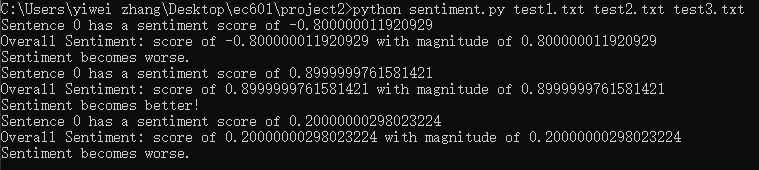 C:\Users\yiwei zhang\Desktop\ec601\project2>python sentiment.py test1.txt test2.txt test3.txt
Sentence 0 has a sentiment score of -0.800000011920929
Overall Sentiment: score of -0.800000011920929 with magnitude of 0.800000011920929
Sentiment becomes worse.
Sentence 0 has a sentiment score of 0.8999999761581421
Overall Sentiment: score of 0.8999999761581421 with magnitude of 0.8999999761581421
Sentiment becomes better!
Sentence 0 has a sentiment score of 0.20000000298023224
Overall Sentiment: score of 0.20000000298023224 with magnitude of 0.20000000298023224
Sentiment becomes worse.